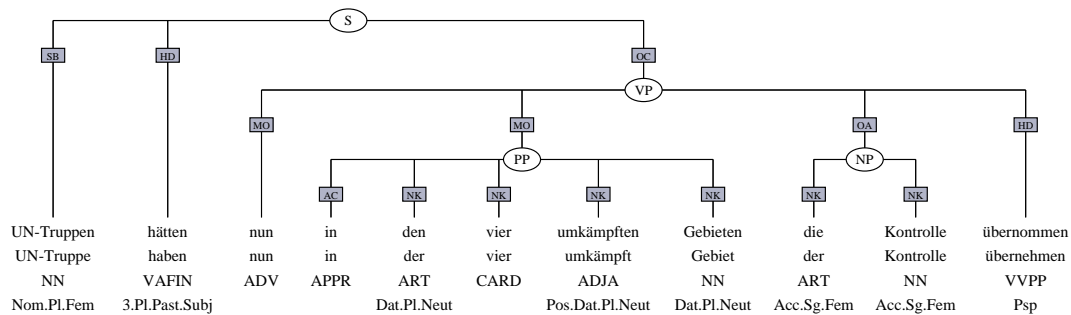 S
SB HD OC
VP
MO MO OA HD
PP NP
AC NK NK NK NK NK NK
UN-Truppen hätten nun in den vier umkämpften Gebieten die Kontrolle übernommen
UN-Truppe haben nun in der vier umkämpft Gebiet der Kontrolle übernehmen
NN VAFIN ADV APPR ART CARD ADJA NN ART NN VVPP
Nom.Pl.Fem 3.Pl.Past.Subj Dat.Pl.Neut Pos.Dat.Pl.Neut Dat.Pl.Neut Acc.Sg.Fem Acc.Sg.Fem Psp